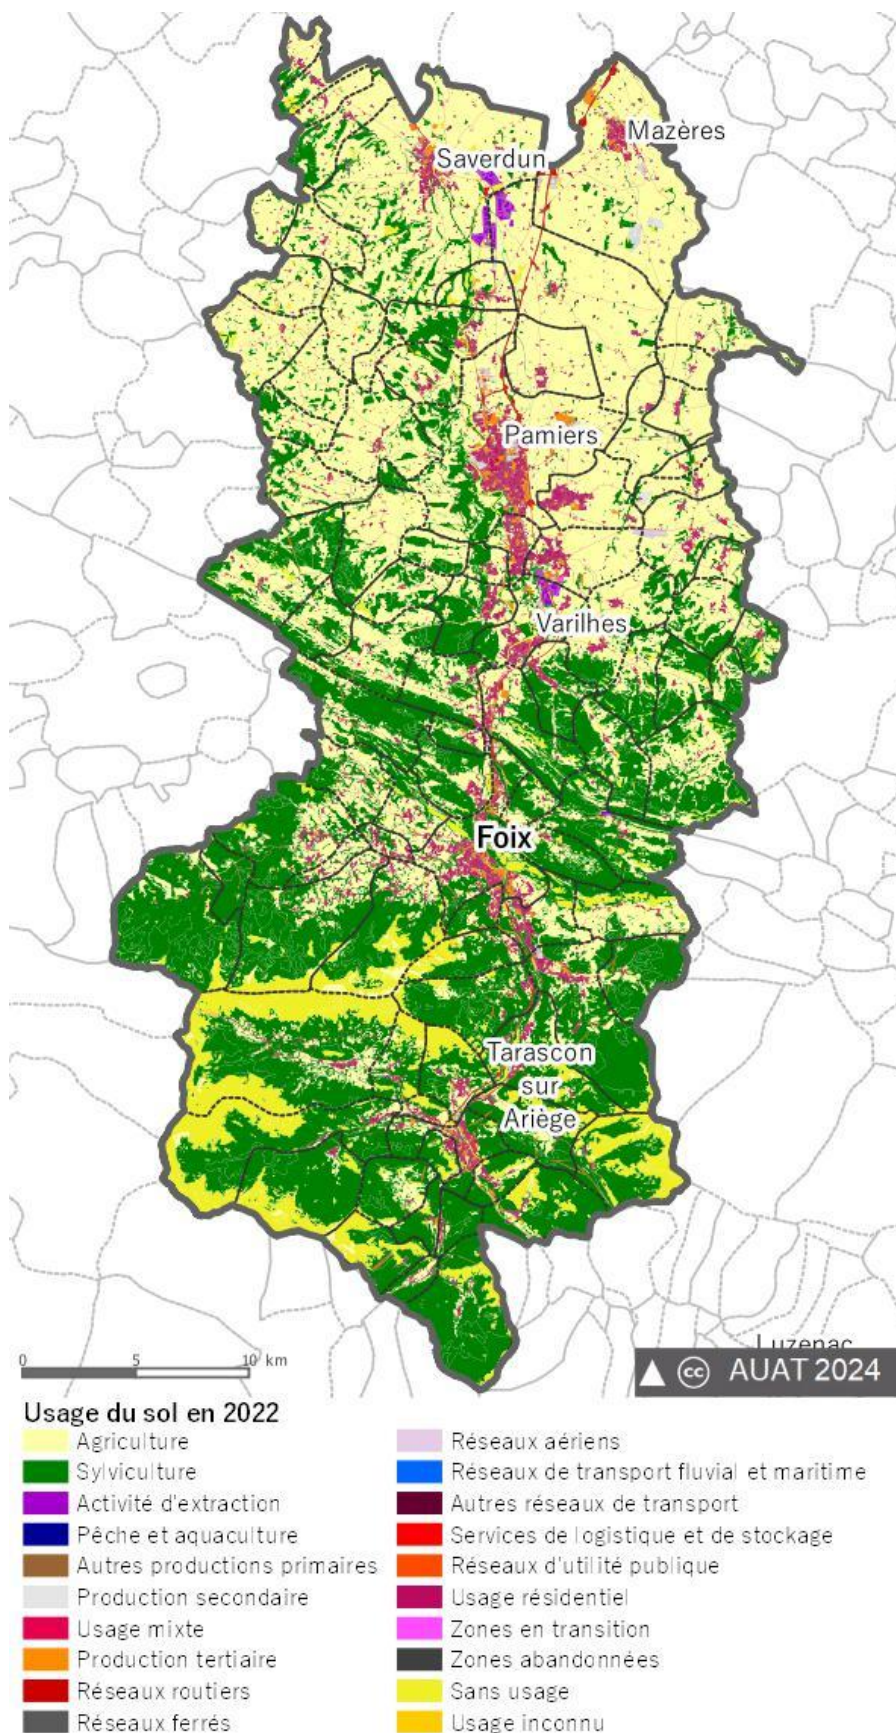 Mazères
Saverdun
Pamiers
Varilhes
Foix
Tarascon
sur
Ariège
Luzenac
0 5 10 km
cc AUAT 2024
Usage du sol en 2022
Agriculture
Sylviculture
Activité d'extraction
Pêche et aquaculture
Autres productions primaires
Production secondaire
Usage mixte
Production tertiaire
Réseaux routiers
Réseaux ferrés
Réseaux aériens
Réseaux de transport fluvial et maritime
Autres réseaux de transport
Services de logistique et de stockage
Réseaux d'utilité publique
Usage résidentiel
Zones en transition
Zones abandonnées
Sans usage
Usage inconnu